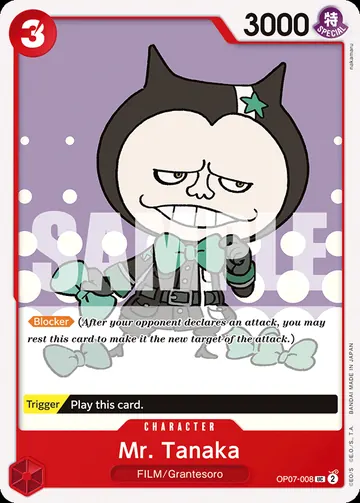 3
3000
特
SPECIAL
nakamaru
SAMPLE
Blocker (After your opponent declares an attack, you may
rest this card to make it the new target of the attack.)
Trigger Play this card.
CHARACTER
Mr. Tanaka
FILM/Grantesoro
OP07-008 UC 2
©E.O/S. ©E.O./S., T.A. BANDAI MADE IN JAPAN